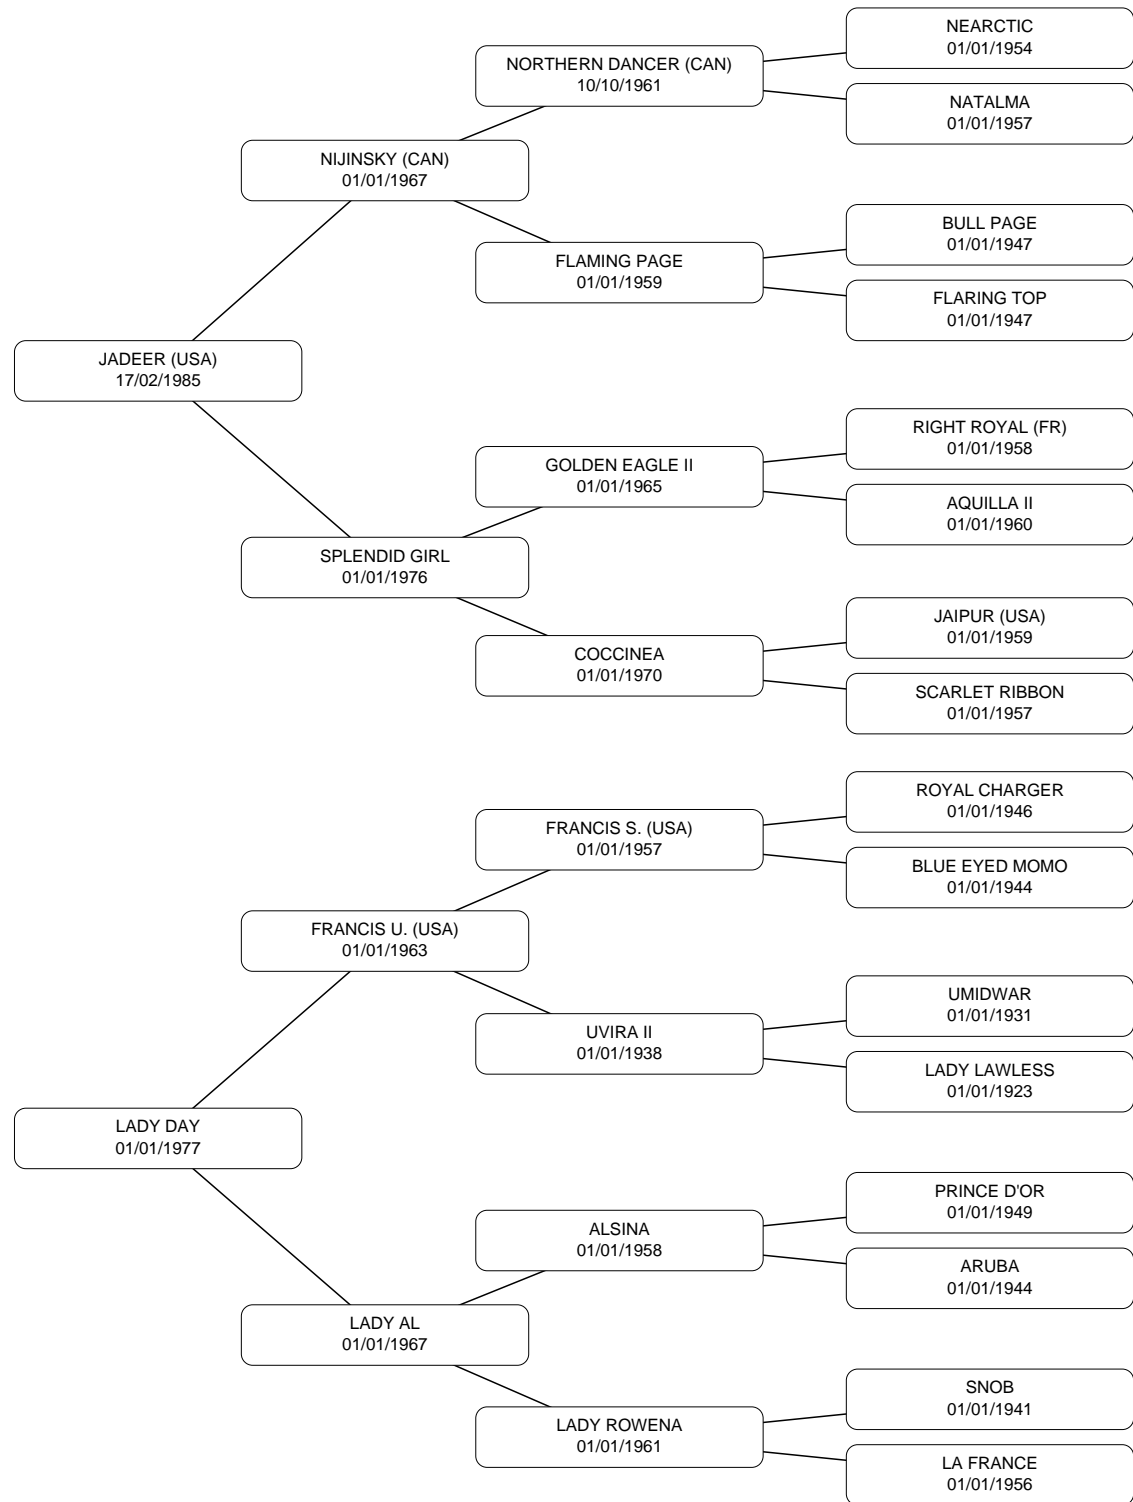 NEARCTIC
01/01/1954
NORTHERN DANCER (CAN)
10/10/1961
NATALMA
01/01/1957
NIJINSKY (CAN)
01/01/1967
BULL PAGE
01/01/1947
FLAMING PAGE
01/01/1959
FLARING TOP
01/01/1947
JADEER (USA)
17/02/1985
RIGHT ROYAL (FR)
01/01/1958
GOLDEN EAGLE II
01/01/1965
AQUILLA II
01/01/1960
SPLENDID GIRL
01/01/1976
JAIPUR (USA)
01/01/1959
COCCINEA
01/01/1970
SCARLET RIBBON
01/01/1957
ROYAL CHARGER
01/01/1946
FRANCIS S. (USA)
01/01/1957
BLUE EYED MOMO
01/01/1944
FRANCIS U. (USA)
01/01/1963
UMIDWAR
01/01/1931
UVIRA II
01/01/1938
LADY LAWLESS
01/01/1923
LADY DAY
01/01/1977
PRINCE D'OR
01/01/1949
ALSINA
01/01/1958
ARUBA
01/01/1944
LADY AL
01/01/1967
SNOB
01/01/1941
LADY ROWENA
01/01/1961
LA FRANCE
01/01/1956